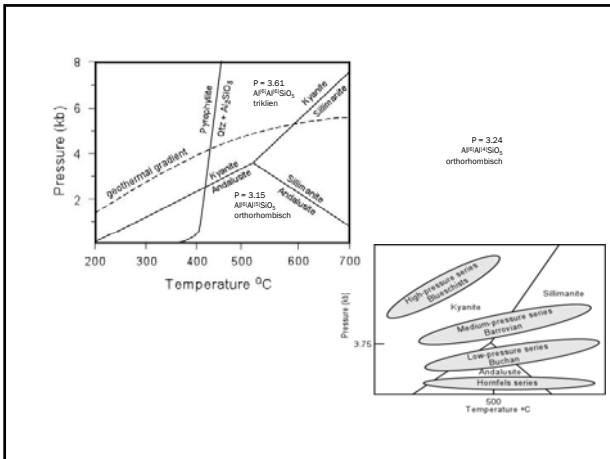 8
6
4
2
Pressure (kb)
200
300
400
500
600
700
Temperature ºC
geothermal gradient
Pyrophyllite
Qtz + Al2SiO5
P = 3.61
Al[6]Al[6]SiO5
triklien
Kyanite
Sillimanite
Kyanite
Andalusite
P = 3.15
Al[6]Al[5]SiO5
orthorhombisch
Sillimanite
Andalusite
P = 3.24
Al[6]Al[4]SiO5
orthorhombisch
High-pressure series
Blueschists
Sillimanite
Kyanite
Medium-pressure series
Barrovian
Pressure (kb)
3.75
Low-pressure series
Buchan
Andalusite
Hornfels series
500
Temperature ºC